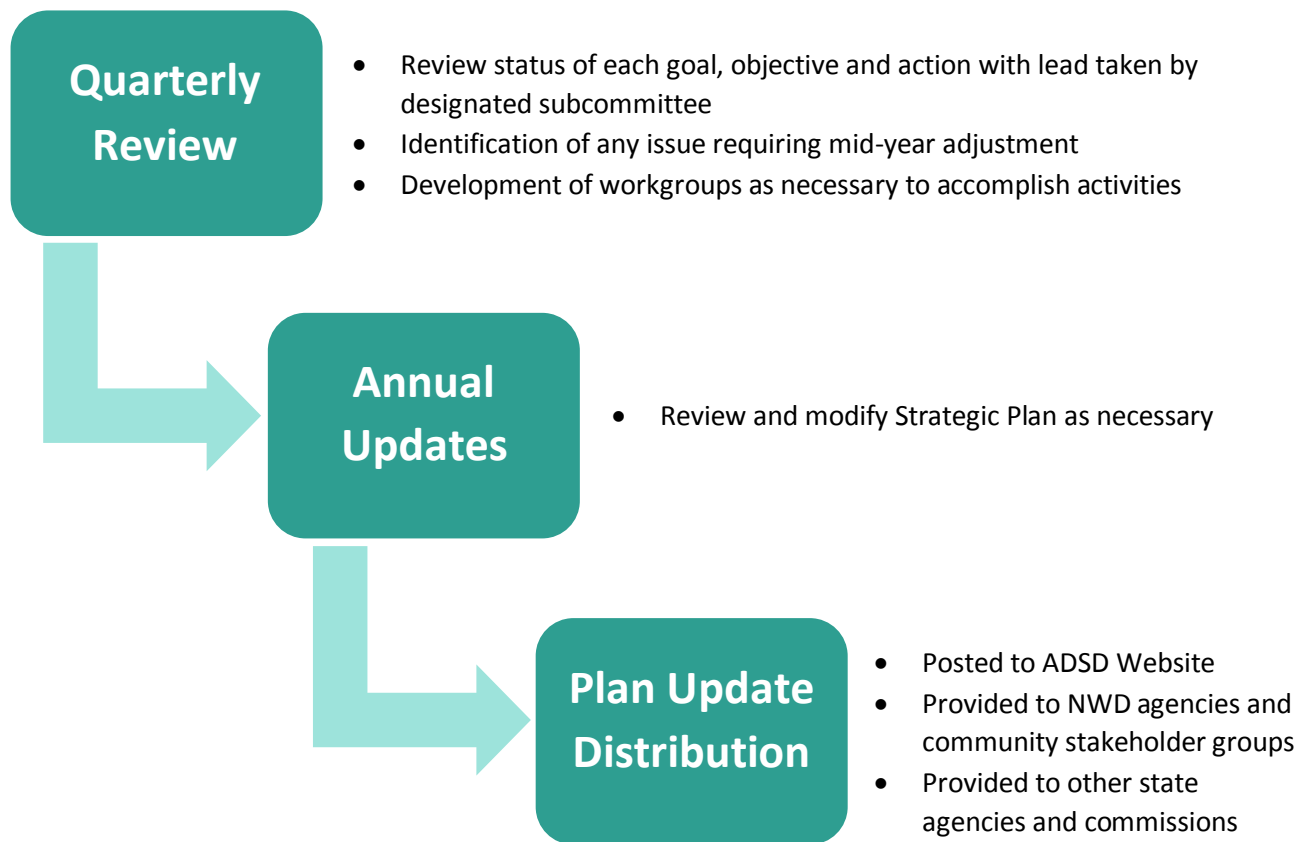 Quarterly
Review
• Review status of each goal, objective and action with lead taken by
designated subcommittee
• Identification of any issue requiring mid-year adjustment
• Development of workgroups as necessary to accomplish activities
Annual
Updates
• Review and modify Strategic Plan as necessary
Plan Update
Distribution
• Posted to ADSD Website
• Provided to NWD agencies and
community stakeholder groups
• Provided to other state
agencies and commissions